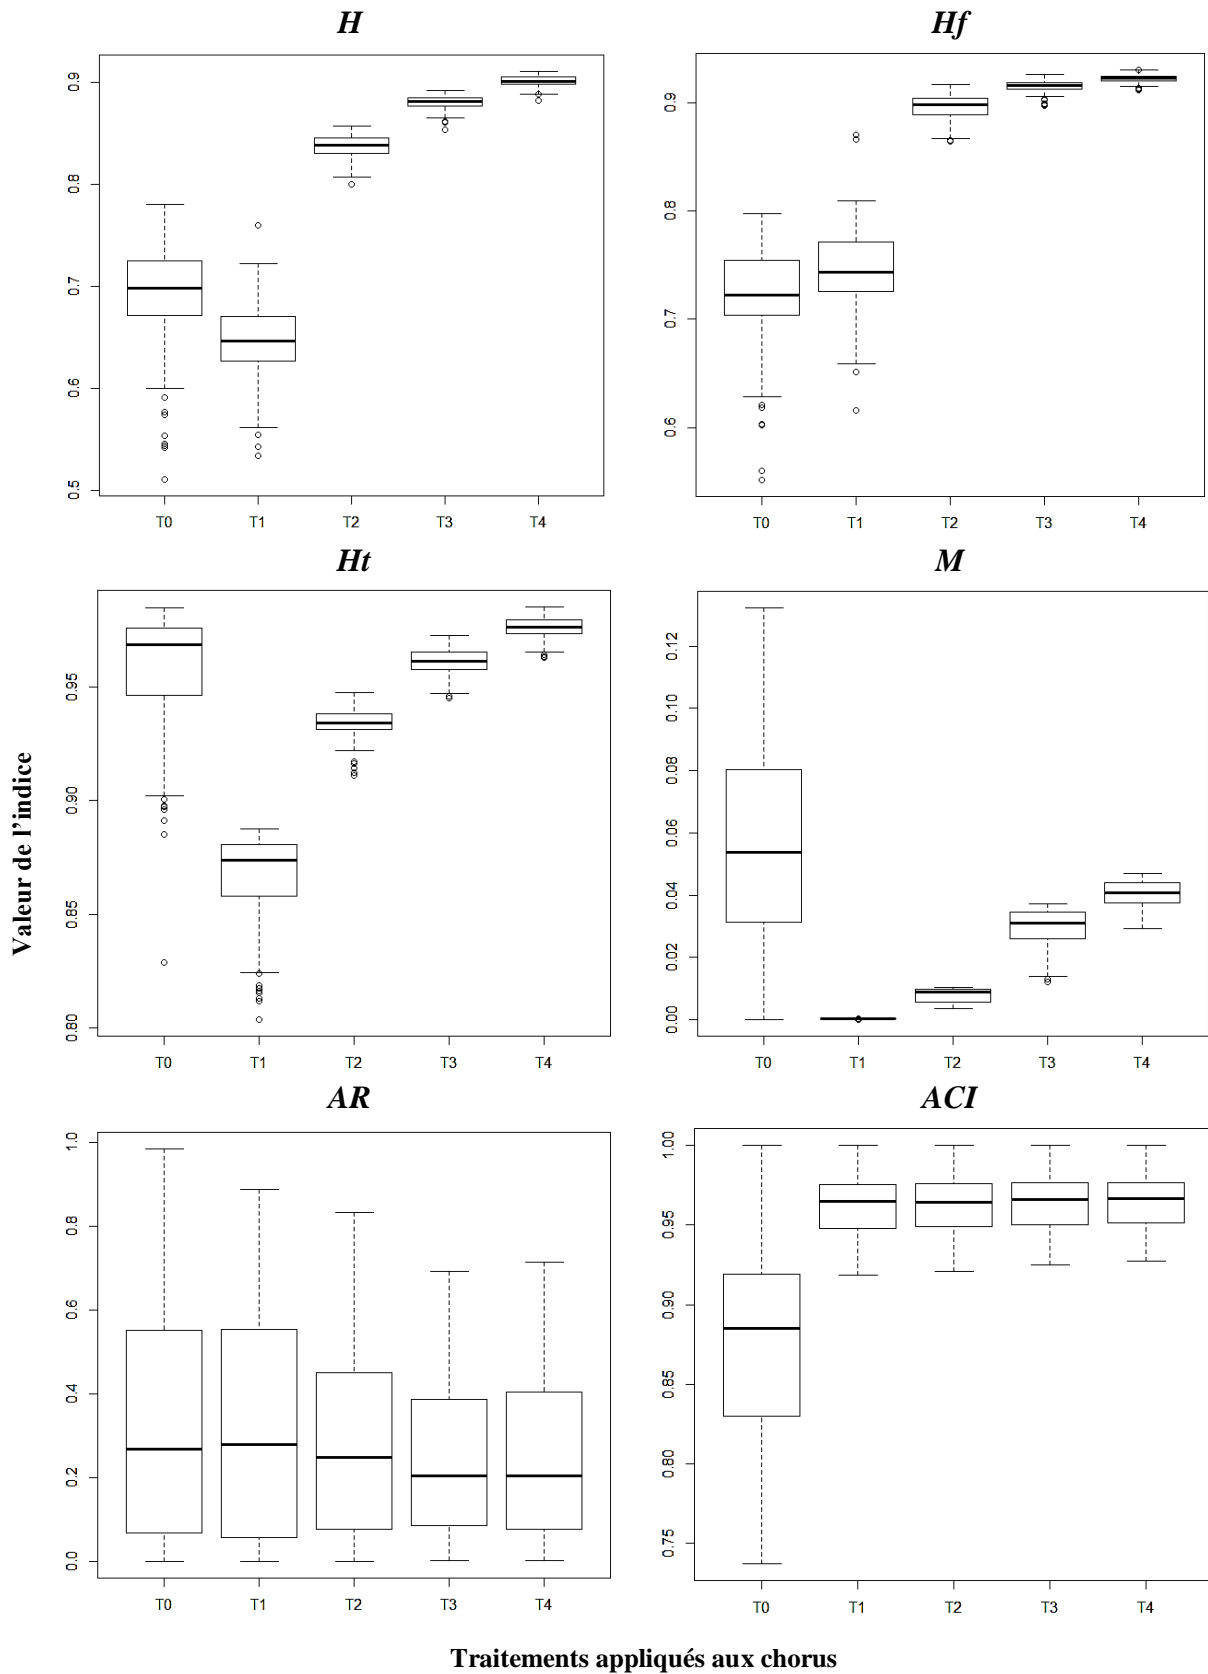 H
Hf
0.9
0.8
0.7
0.6
0.5
T0 T1 T2 T3 T4
0.9
0.8
0.7
0.6
T0 T1 T2 T3 T4
Ht
M
Valeur de l'indice
0.95
0.90
0.85
0.80
T0 T1 T2 T3 T4
0.12
0.10
0.08
0.06
0.04
0.02
0.00
T0 T1 T2 T3 T4
AR
ACI
1.0
0.8
0.6
0.4
0.2
0.0
T0 T1 T2 T3 T4
1.00
0.95
0.90
0.85
0.80
0.75
T0 T1 T2 T3 T4
Traitements appliqués aux chorus